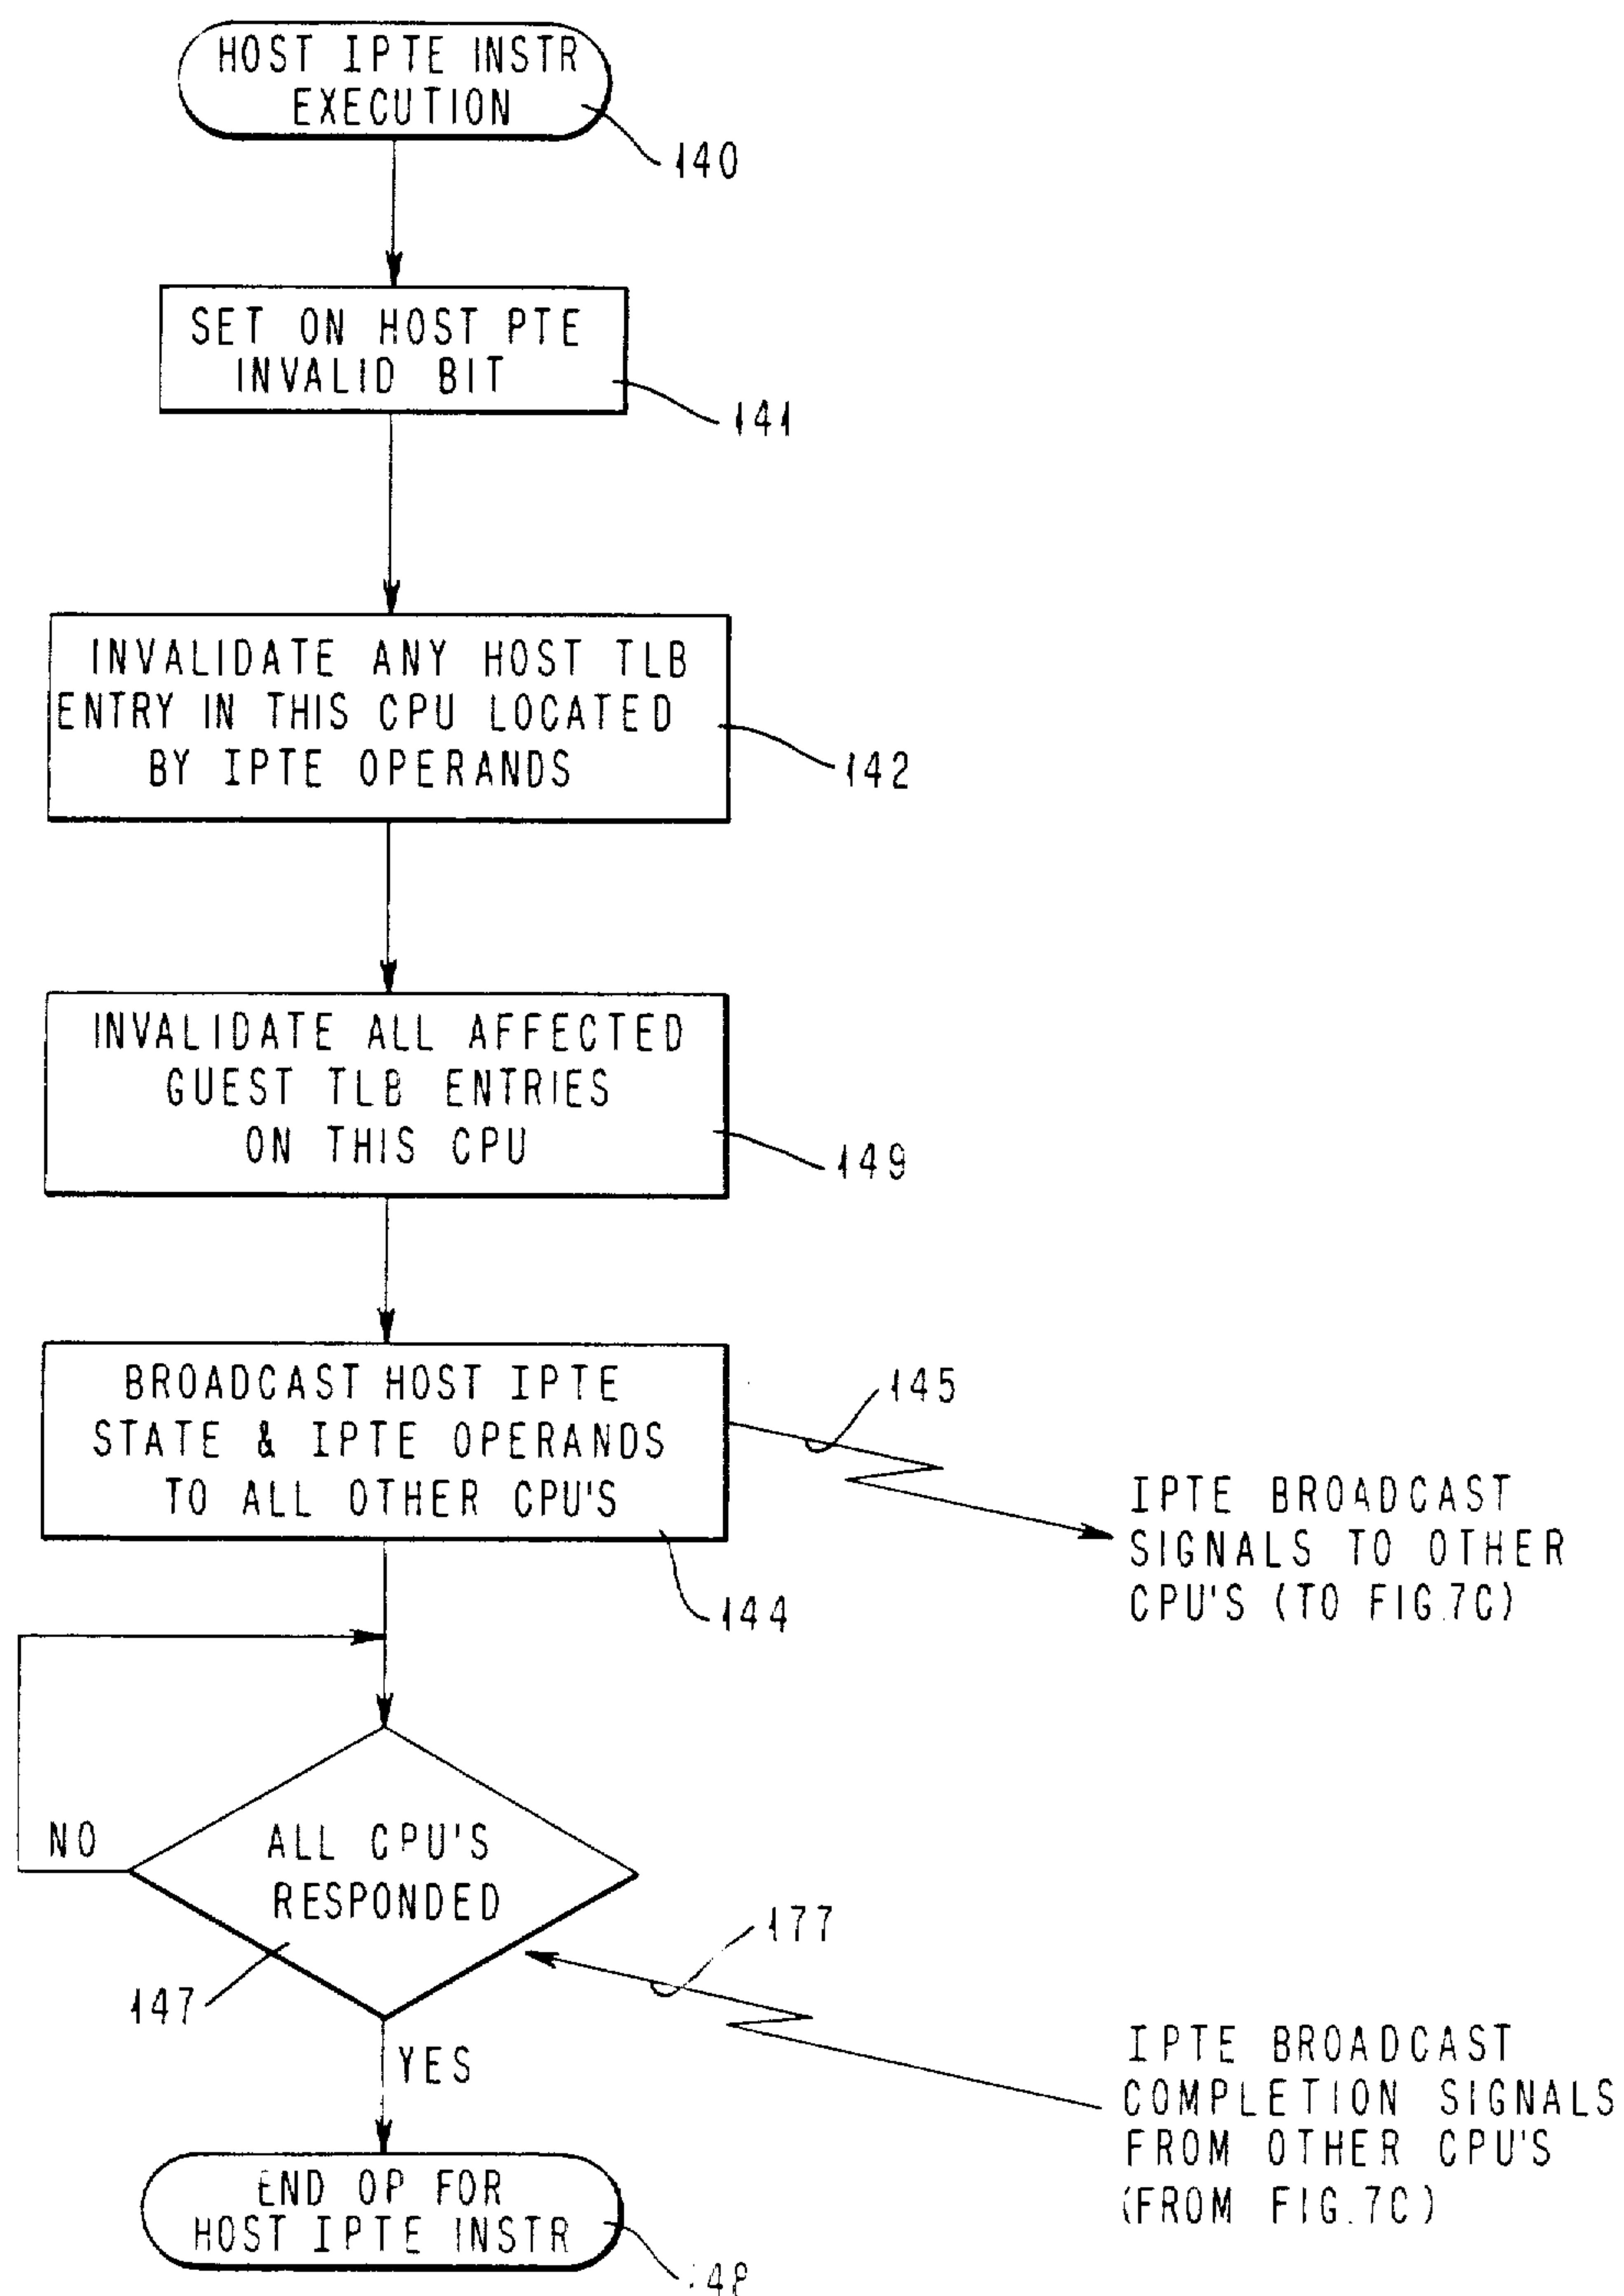 HOST IPTE INSTR
EXECUTION
140
SET ON HOST PTE
INVALID BIT
141
INVALIDATE ANY HOST TLB
ENTRY IN THIS CPU LOCATED
BY IPTE OPERANDS
142
INVALIDATE ALL AFFECTED
GUEST TLB ENTRIES
ON THIS CPU
149
BROADCAST HOST IPTE
STATE & IPTE OPERANDS
TO ALL OTHER CPU'S
144
145
IPTE BROADCAST
SIGNALS TO OTHER
CPU'S (TO FIG.7C)
NO
ALL CPU'S
RESPONDED
147
177
YES
IPTE BROADCAST
COMPLETION SIGNALS
FROM OTHER CPU'S
(FROM FIG.7C)
END OP FOR
HOST IPTE INSTR
148